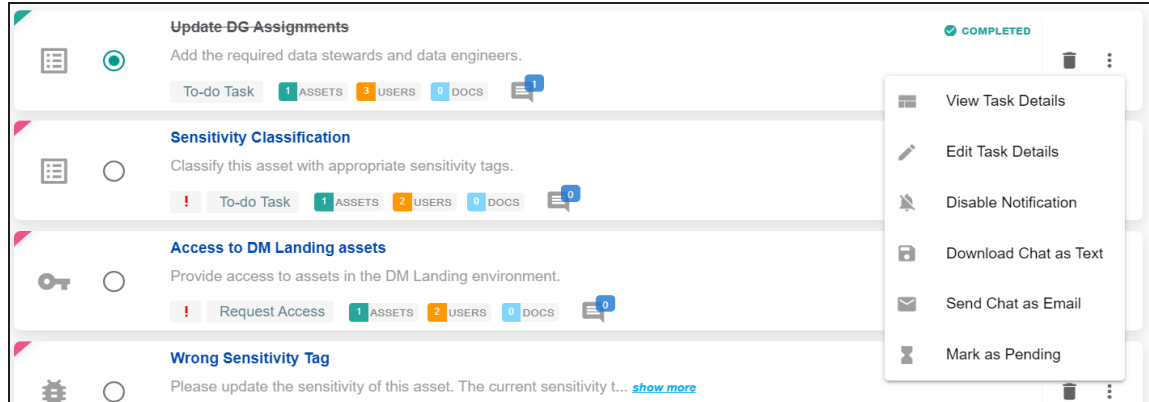 Update DG Assignments
COMPLETED
Add the required data stewards and data engineers.
To-do Task 1 ASSETS 3 USERS 0 DOCS 1
View Task Details
Edit Task Details
Disable Notification
Download Chat as Text
Send Chat as Email
Mark as Pending
Sensitivity Classification
Classify this asset with appropriate sensitivity tags.
! To-do Task 1 ASSETS 2 USERS 0 DOCS 0
Access to DM Landing assets
Provide access to assets in the DM Landing environment.
! Request Access 1 ASSETS 2 USERS 0 DOCS 0
Wrong Sensitivity Tag
Please update the sensitivity of this asset. The current sensitivity t... show more